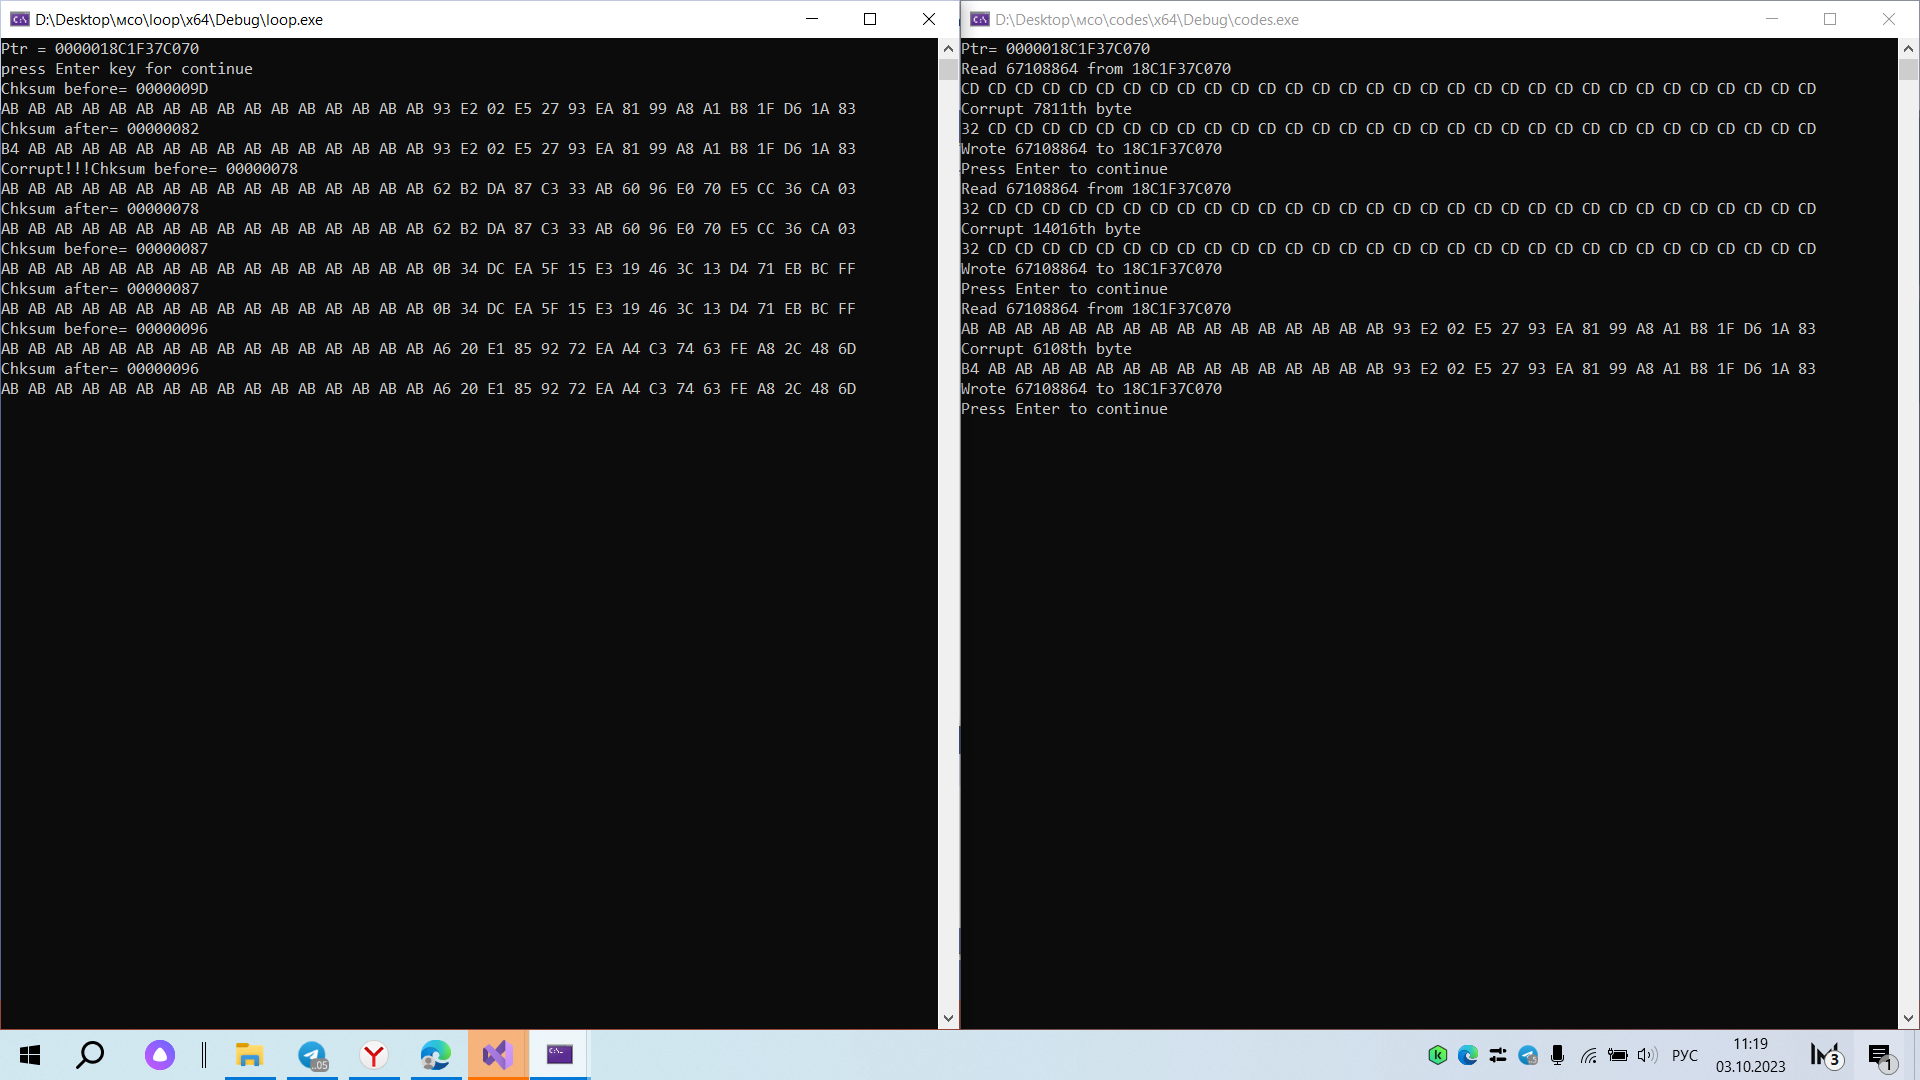 D:\Desktop\мсо\loop\x64\Debug\loop.exe
Ptr = 0000018C1F37C070
press Enter key for continue
Chksum before= 0000009D
AB AB AB AB AB AB AB AB AB AB AB AB AB AB AB AB 93 E2 02 E5 27 93 EA 81 99 A8 A1 B8 1F D6 1A 83
Chksum after= 00000082
B4 AB AB AB AB AB AB AB AB AB AB AB AB AB AB AB 93 E2 02 E5 27 93 EA 81 99 A8 A1 B8 1F D6 1A 83
Corrupt!!!Chksum before= 00000078
AB AB AB AB AB AB AB AB AB AB AB AB AB AB AB AB 62 B2 DA 87 C3 33 AB 60 96 E0 70 E5 CC 36 CA 03
Chksum after= 00000078
AB AB AB AB AB AB AB AB AB AB AB AB AB AB AB AB 62 B2 DA 87 C3 33 AB 60 96 E0 70 E5 CC 36 CA 03
Chksum before= 00000087
AB AB AB AB AB AB AB AB AB AB AB AB AB AB AB AB 0B 34 DC EA 5F 15 E3 19 46 3C 13 D4 71 EB BC FF
Chksum after= 00000087
AB AB AB AB AB AB AB AB AB AB AB AB AB AB AB AB 0B 34 DC EA 5F 15 E3 19 46 3C 13 D4 71 EB BC FF
Chksum before= 00000096
AB AB AB AB AB AB AB AB AB AB AB AB AB AB AB AB A6 20 E1 85 92 72 EA A4 C3 74 63 FE A8 2C 48 6D
Chksum after= 00000096
AB AB AB AB AB AB AB AB AB AB AB AB AB AB AB AB A6 20 E1 85 92 72 EA A4 C3 74 63 FE A8 2C 48 6D
D:\Desktop\мсо\codes\x64\Debug\codes.exe
Ptr= 0000018C1F37C070
Read 67108864 from 18C1F37C070
CD CD CD CD CD CD CD CD CD CD CD CD CD CD CD CD CD CD CD CD CD CD CD CD CD CD CD CD CD CD CD CD
Corrupt 7811th byte
32 CD CD CD CD CD CD CD CD CD CD CD CD CD CD CD CD CD CD CD CD CD CD CD CD CD CD CD CD CD CD CD
Wrote 67108864 to 18C1F37C070
Press Enter to continue
Read 67108864 from 18C1F37C070
32 CD CD CD CD CD CD CD CD CD CD CD CD CD CD CD CD CD CD CD CD CD CD CD CD CD CD CD CD CD CD CD
Corrupt 14016th byte
32 CD CD CD CD CD CD CD CD CD CD CD CD CD CD CD CD CD CD CD CD CD CD CD CD CD CD CD CD CD CD CD
Wrote 67108864 to 18C1F37C070
Press Enter to continue
Read 67108864 from 18C1F37C070
AB AB AB AB AB AB AB AB AB AB AB AB AB AB AB AB 93 E2 02 E5 27 93 EA 81 99 A8 A1 B8 1F D6 1A 83
Corrupt 6108th byte
B4 AB AB AB AB AB AB AB AB AB AB AB AB AB AB AB 93 E2 02 E5 27 93 EA 81 99 A8 A1 B8 1F D6 1A 83
Wrote 67108864 to 18C1F37C070
Press Enter to continue
РУС
11:19
03.10.2023
3
1